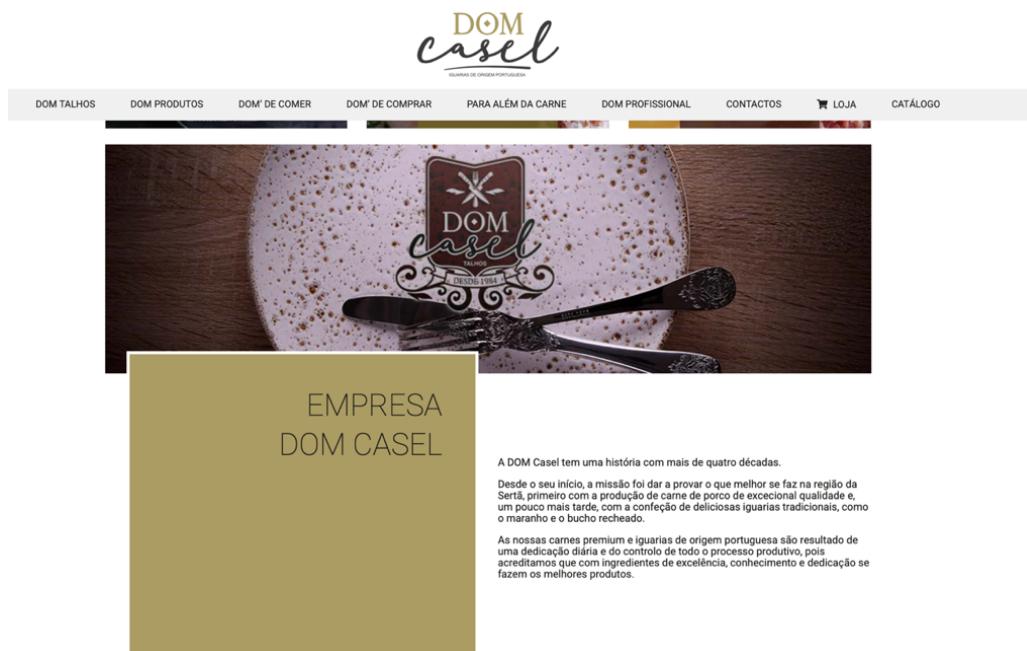 DOM
casel
IGUARIAS DE ORIGEM PORTUGUESA
DOM TALHOS DOM PRODUTOS DOM' DE COMER DOM' DE COMPRAR PARA ALÉM DA CARNE DOM PROFISSIONAL CONTACTOS LOJA CATÁLOGO
DOM
casel
TALHOS
DESDE 1984
EMPRESA
DOM CASEL
A DOM Casel tem uma história com mais de quatro décadas.
Desde o seu início, a missão foi dar a provar o que melhor se faz na região da
Sertã, primeiro com a produção de carne de porco de excecional qualidade e,
um pouco mais tarde, com a confeção de deliciosas iguarias tradicionais, como
o maranho e o bucho recheado.
As nossas carnes premium e iguarias de origem portuguesa são resultado de
uma dedicação diária e do controlo de todo o processo produtivo, pois
acreditamos que com ingredientes de excelência, conhecimento e dedicação se
fazem os melhores produtos.